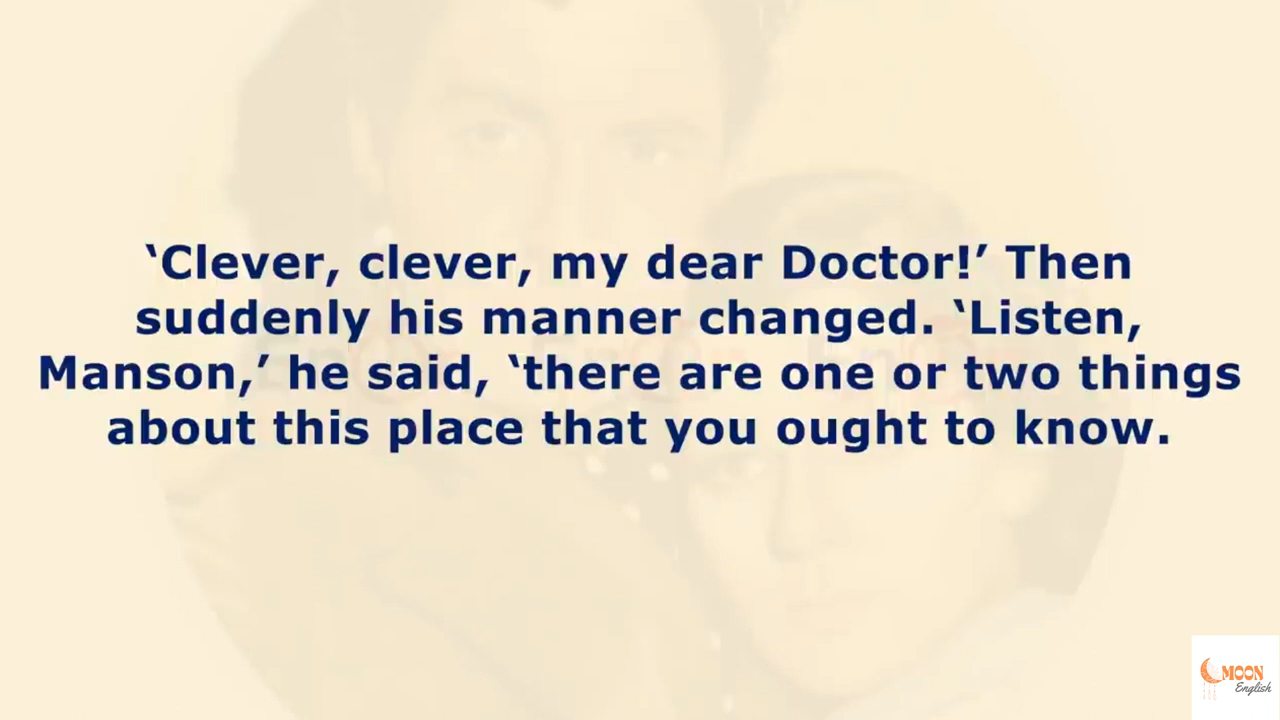 ‘Clever, clever, my dear Doctor!’ Then
suddenly his manner changed. ‘Listen,
Manson,’ he said, ‘there are one or two things
about this place that you ought to know.
MOON
English